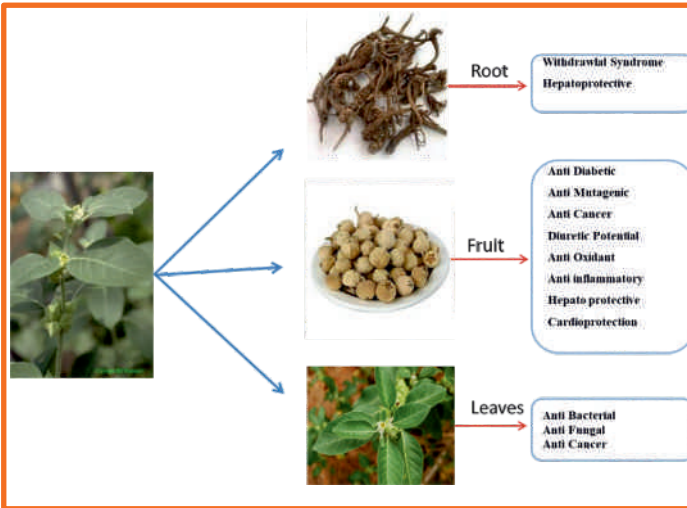 Root
Withdrawlal Syndrome
Hepatoprotective
Fruit
Anti Diabetic
Anti Mutagenic
Anti Cancer
Diuretic Potential
Anti Oxidant
Anti inflammatory
Hepato protective
Cardioprotection
Leaves
Anti Bacterial
Anti Fungal
Anti Cancer